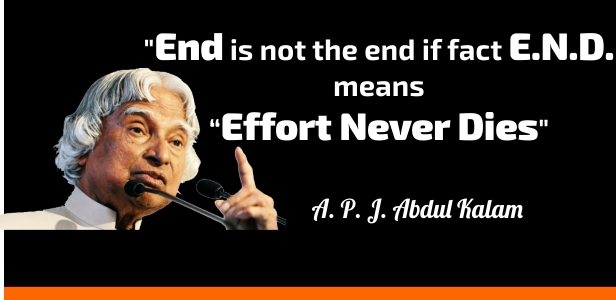 "End is not the end if fact E.N.D.
means
“Effort Never Dies"
A. P. J. Abdul Kalam